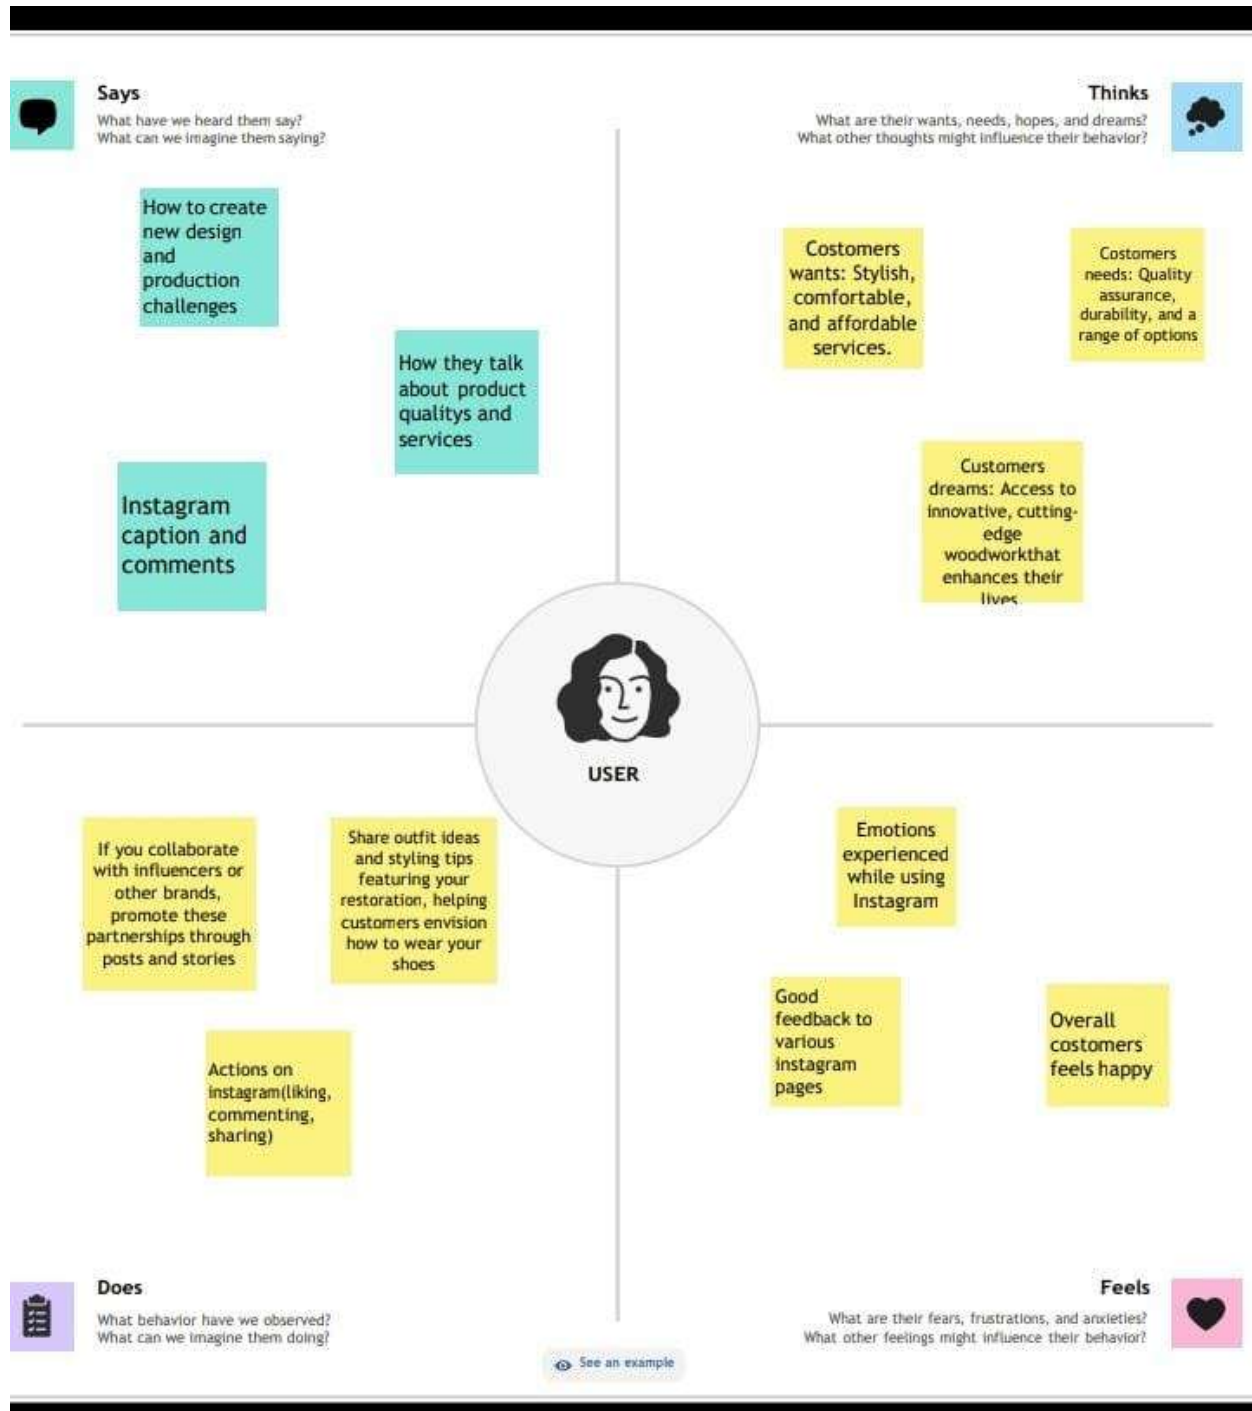 Says
What have we heard them say?
What can we imagine them saying?
How to create
new design
and
production
challenges
How they talk
about product
qualitys and
services
Instagram
caption and
comments
Thinks
What are their wants, needs, hopes, and dreams?
What other thoughts might influence their behavior?
Costomers
wants: Stylish,
comfortable,
and affordable
services.
Costomers
needs: Quality
assurance,
durability, and a
range of options
Customers
dreams: Access to
innovative, cutting-
edge
woodworkthat
enhances their
lives.
USER
If you collaborate
with influencers or
other brands,
promote these
partnerships through
posts and stories
Share outfit ideas
and styling tips
featuring your
restoration, helping
customers envision
how to wear your
shoes
Actions on
instagram(liking,
commenting,
sharing)
Does
What behavior have we observed?
What can we imagine them doing?
Emotions
experienced
while using
Instagram
Good
feedback to
various
instagram
pages
Overall
costomers
feels happy
Feels
What are their fears, frustrations, and anxieties?
What other feelings might influence their behavior?
See an example